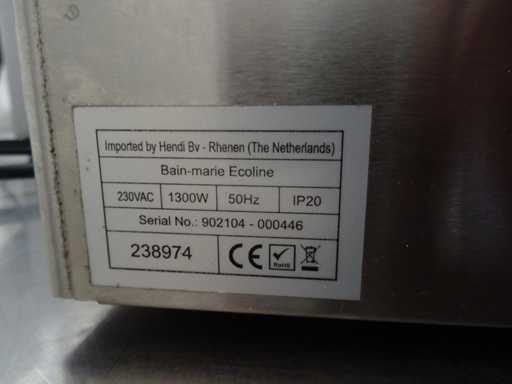 Imported by Hendi Bv - Rhenen (The Netherlands)
Bain-marie Ecoline
230VAC 1300W 50Hz IP20
Serial No.: 902104 - 000446
238974 CE RoHS